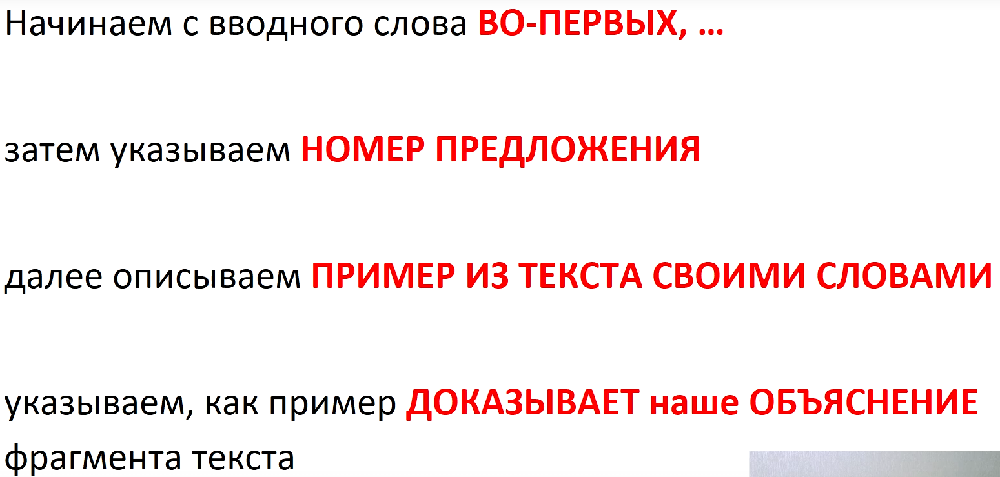 Начинаем с вводного слова ВО-ПЕРВЫХ, ...
затем указываем НОМЕР ПРЕДЛОЖЕНИЯ
далее описываем ПРИМЕР ИЗ ТЕКСТА СВОИМИ СЛОВАМИ
указываем, как пример ДОКАЗЫВАЕТ наше ОБЪЯСНЕНИЕ
фрагмента текста